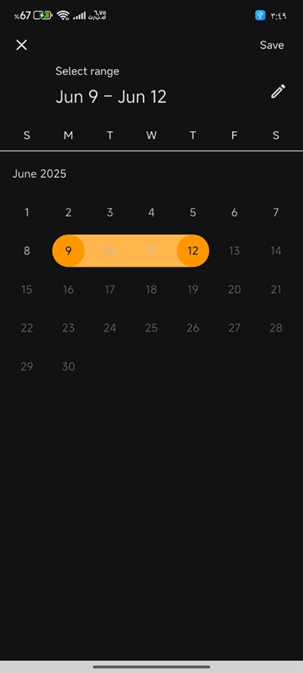 %67 ٣:٤٩
Save
Select range
Jun 9 – Jun 12
S M T W T F S
June 2025
1 2 3 4 5 6 7
8 9 10 11 12 13 14
15 16 17 18 19 20 21
22 23 24 25 26 27 28
29 30